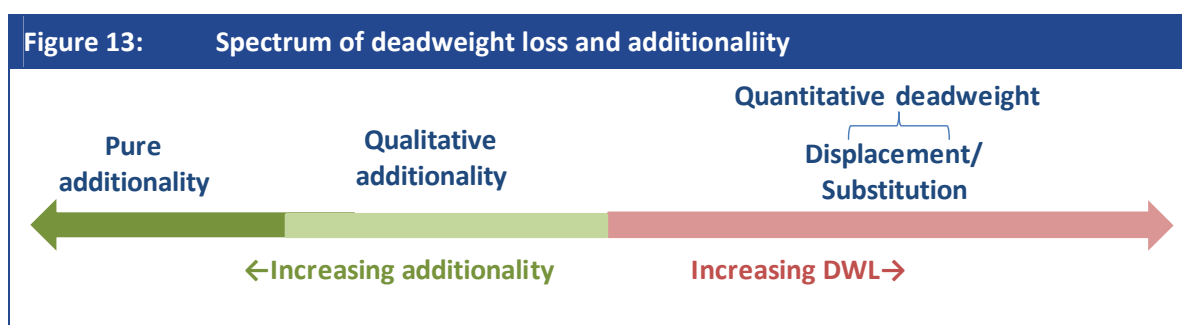 Figure 13: Spectrum of deadweight loss and additionaliity
Quantitative deadweight
Pure
additionality
Qualitative
additionality
Displacement/
Substitution
←Increasing additionality
Increasing DWL→